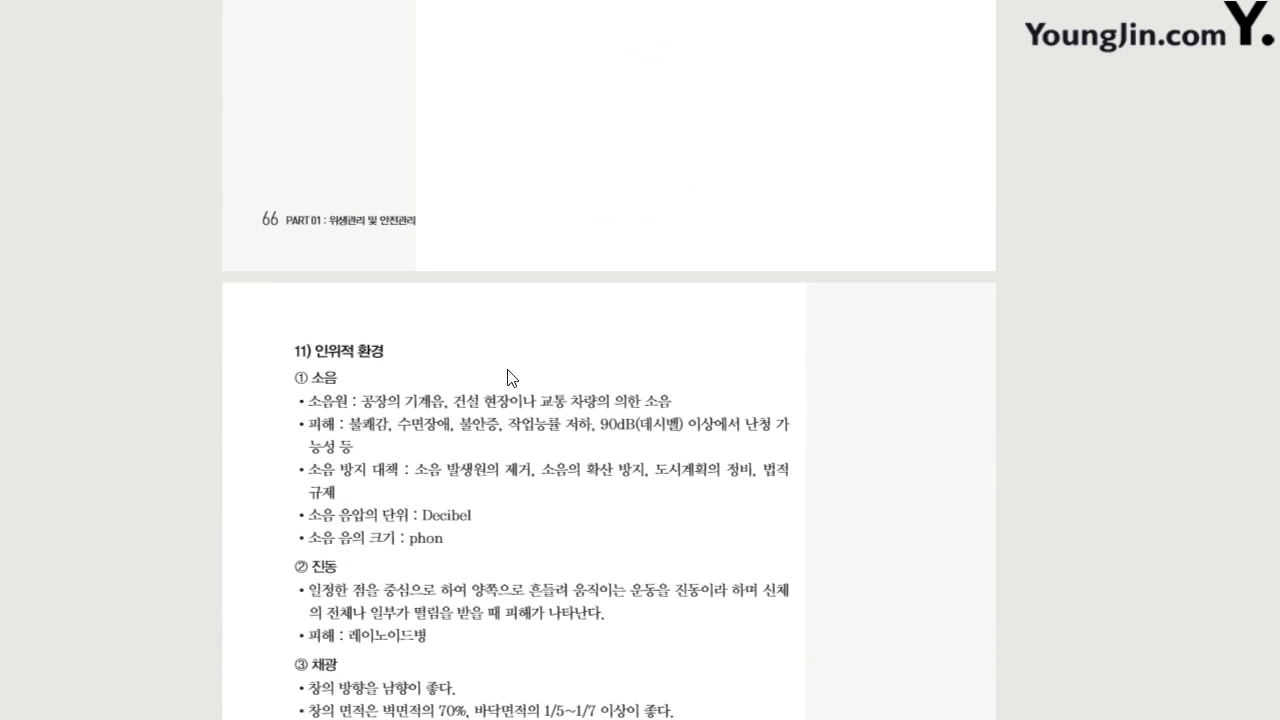 YoungJin.com Y.
66 PART 01 : 위생관리 및 안전관리
11) 인위적 환경
① 소음
• 소음원 : 공장의 기계음, 건설 현장이나 교통 차량의 의한 소음
• 피해 : 불쾌감, 수면장애, 불안증, 작업능률 저하, 90dB(데시벨) 이상에서 난청 가
능성 등
• 소음 방지 대책 : 소음 발생원의 제거, 소음의 확산 방지, 도시계획의 정비, 법적
규제
• 소음 음압의 단위 : Decibel
• 소음 음의 크기 : phon
② 진동
• 일정한 점을 중심으로 하여 양쪽으로 흔들려 움직이는 운동을 진동이라 하며 신체
의 전체나 일부가 떨림을 받을 때 피해가 나타난다.
• 피해 : 레이노이드병
③ 채광
• 창의 방향을 남향이 좋다.
• 창의 면적은 벽면적의 70%, 바닥면적의 1/5~1/7 이상이 좋다.